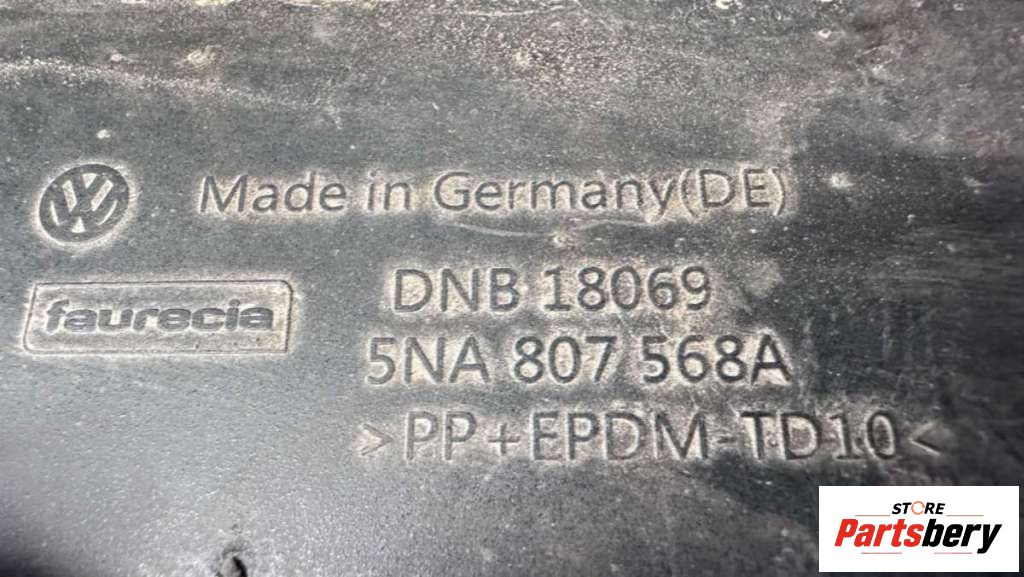 Made in Germany(DE)
faurecia
DNB 18069
5NA 807 568A
>PP+EPDM-TD10<
STORE
Partsbery